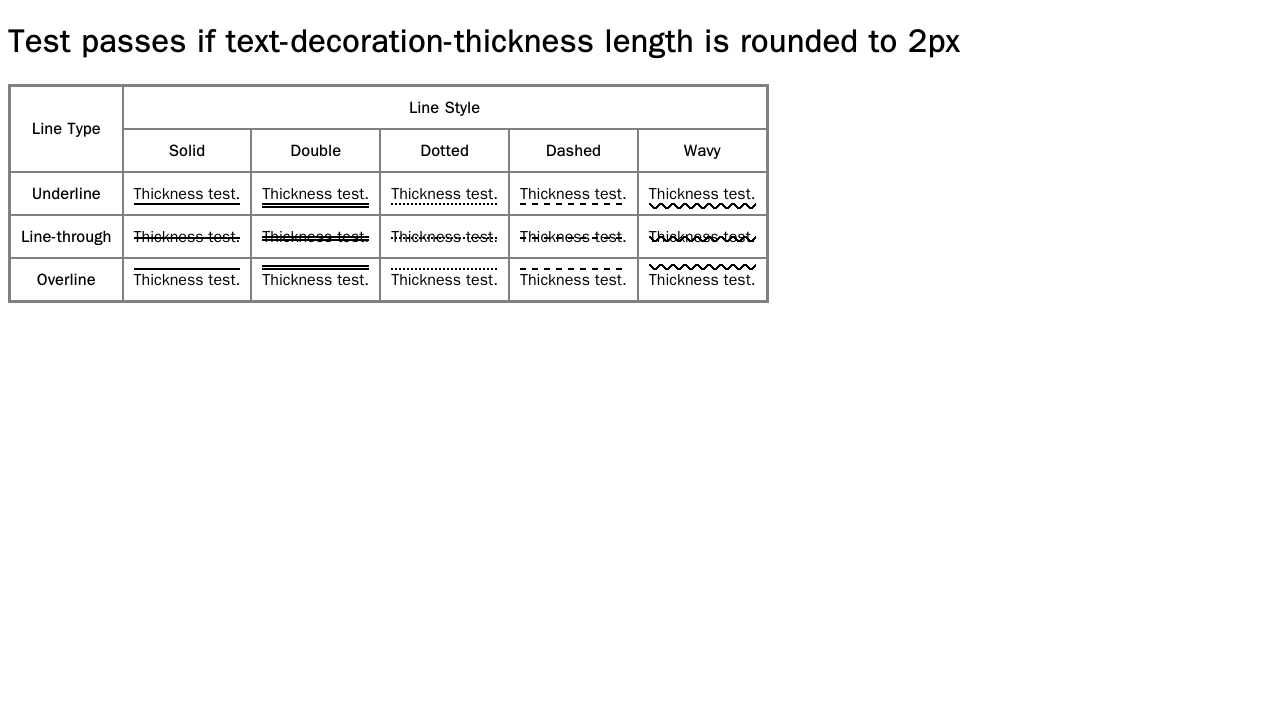 Test passes if text-decoration-thickness length is rounded to 2px
Line Type
Line Style
Solid Double Dotted Dashed Wavy
Underline Thickness test. Thickness test. Thickness test. Thickness test. Thickness test.
Line-through Thickness test. Thickness test. Thickness test. Thickness test. Thickness test.
Overline Thickness test. Thickness test. Thickness test. Thickness test. Thickness test.